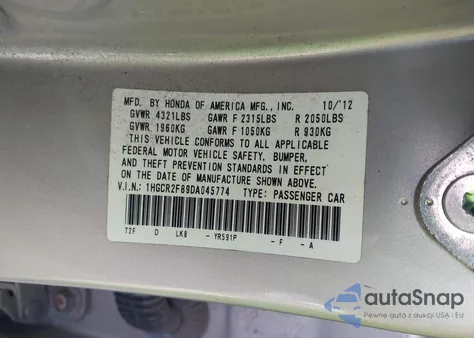 MFD. BY HONDA OF AMERICA MFG., INC. 10/'12
GVWR 4321LBS GAWR F 2315LBS R 2050LBS
GVWR 1960KG GAWR F 1050KG R 930KG
THIS VEHICLE CONFORMS TO ALL APPLICABLE
FEDERAL MOTOR VEHICLE SAFETY, BUMPER,
AND THEFT PREVENTION STANDARDS IN EFFECT
ON THE DATE OF MANUFACTURE SHOWN ABOVE.
V.I.N.: 1HGCR2F89DA045774 TYPE: PASSENGER CAR
T2F D LK8 -YR591P -F -A
autoSnap
Pewne auta z aukcji USA i EU